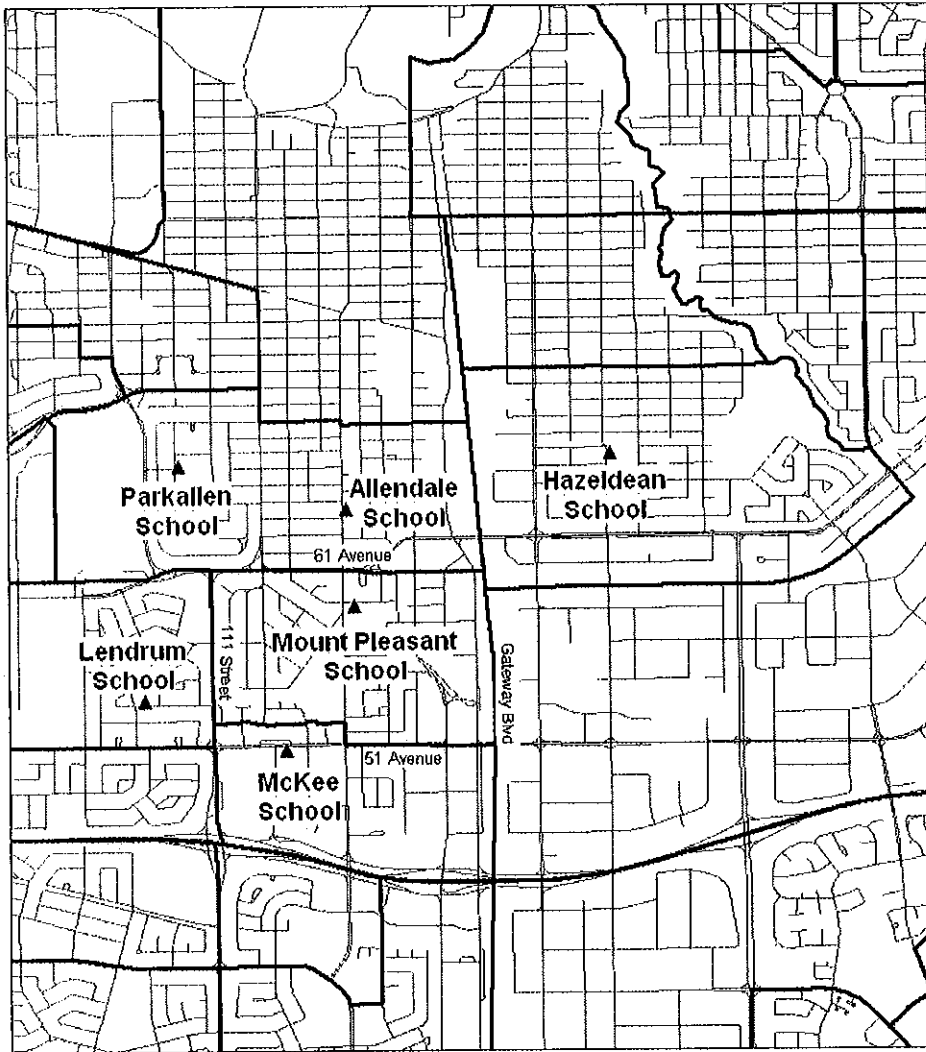 Parkallen
School
Allendale
School
Hazeldean
School
61 Avenue
Lendrum
School
111 Street
Mount Pleasant
School
Gateway Blvd
51 Avenue
McKee
School